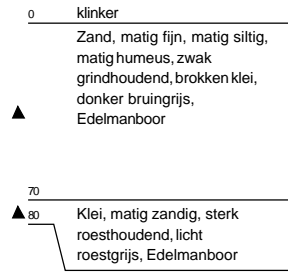 0 klinker
Zand, matig fijn, matig siltig,
matig humeus, zwak
grindhoudend, brokken klei,
donker bruingrijs,
Edelmanboor
70
80 Klei, matig zandig, sterk
roesthoudend, licht
roestgrijs, Edelmanboor